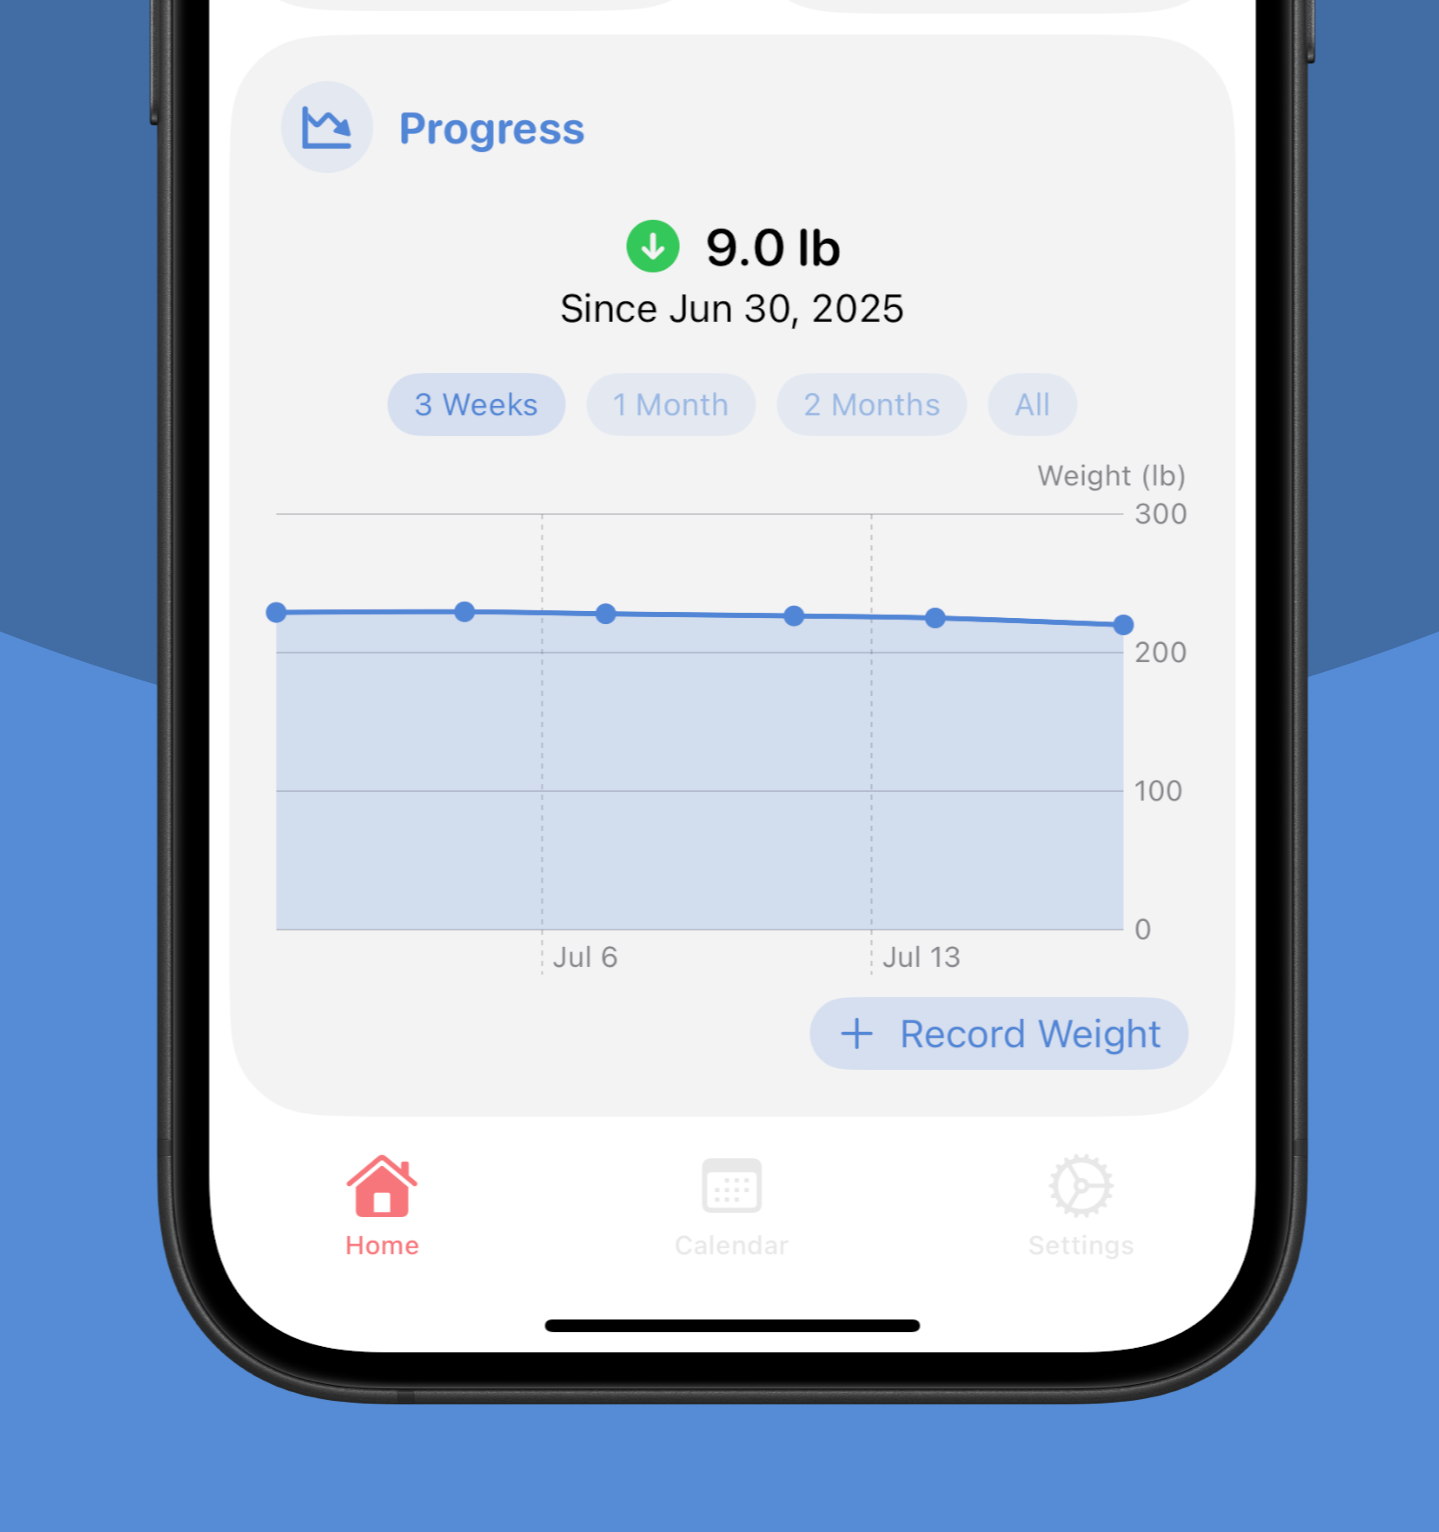 Progress
9.0 lb
Since Jun 30, 2025
3 Weeks 1 Month 2 Months All
Weight (lb)
300
200
100
0
Jul 6 Jul 13
+ Record Weight
Home Calendar Settings